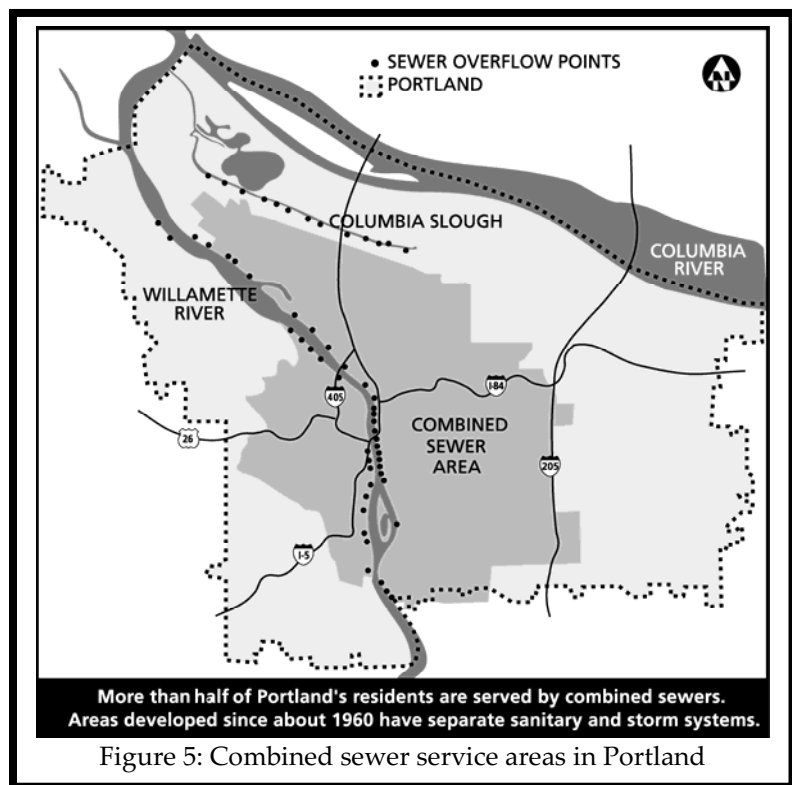 SEWER OVERFLOW POINTS
PORTLAND
N
COLUMBIA SLOUGH
COLUMBIA
RIVER
WILLAMETTE
RIVER
405
I-84
26
COMBINED
SEWER
AREA
205
I-5
More than half of Portland's residents are served by combined sewers.
Areas developed since about 1960 have separate sanitary and storm systems.
Figure 5: Combined sewer service areas in Portland